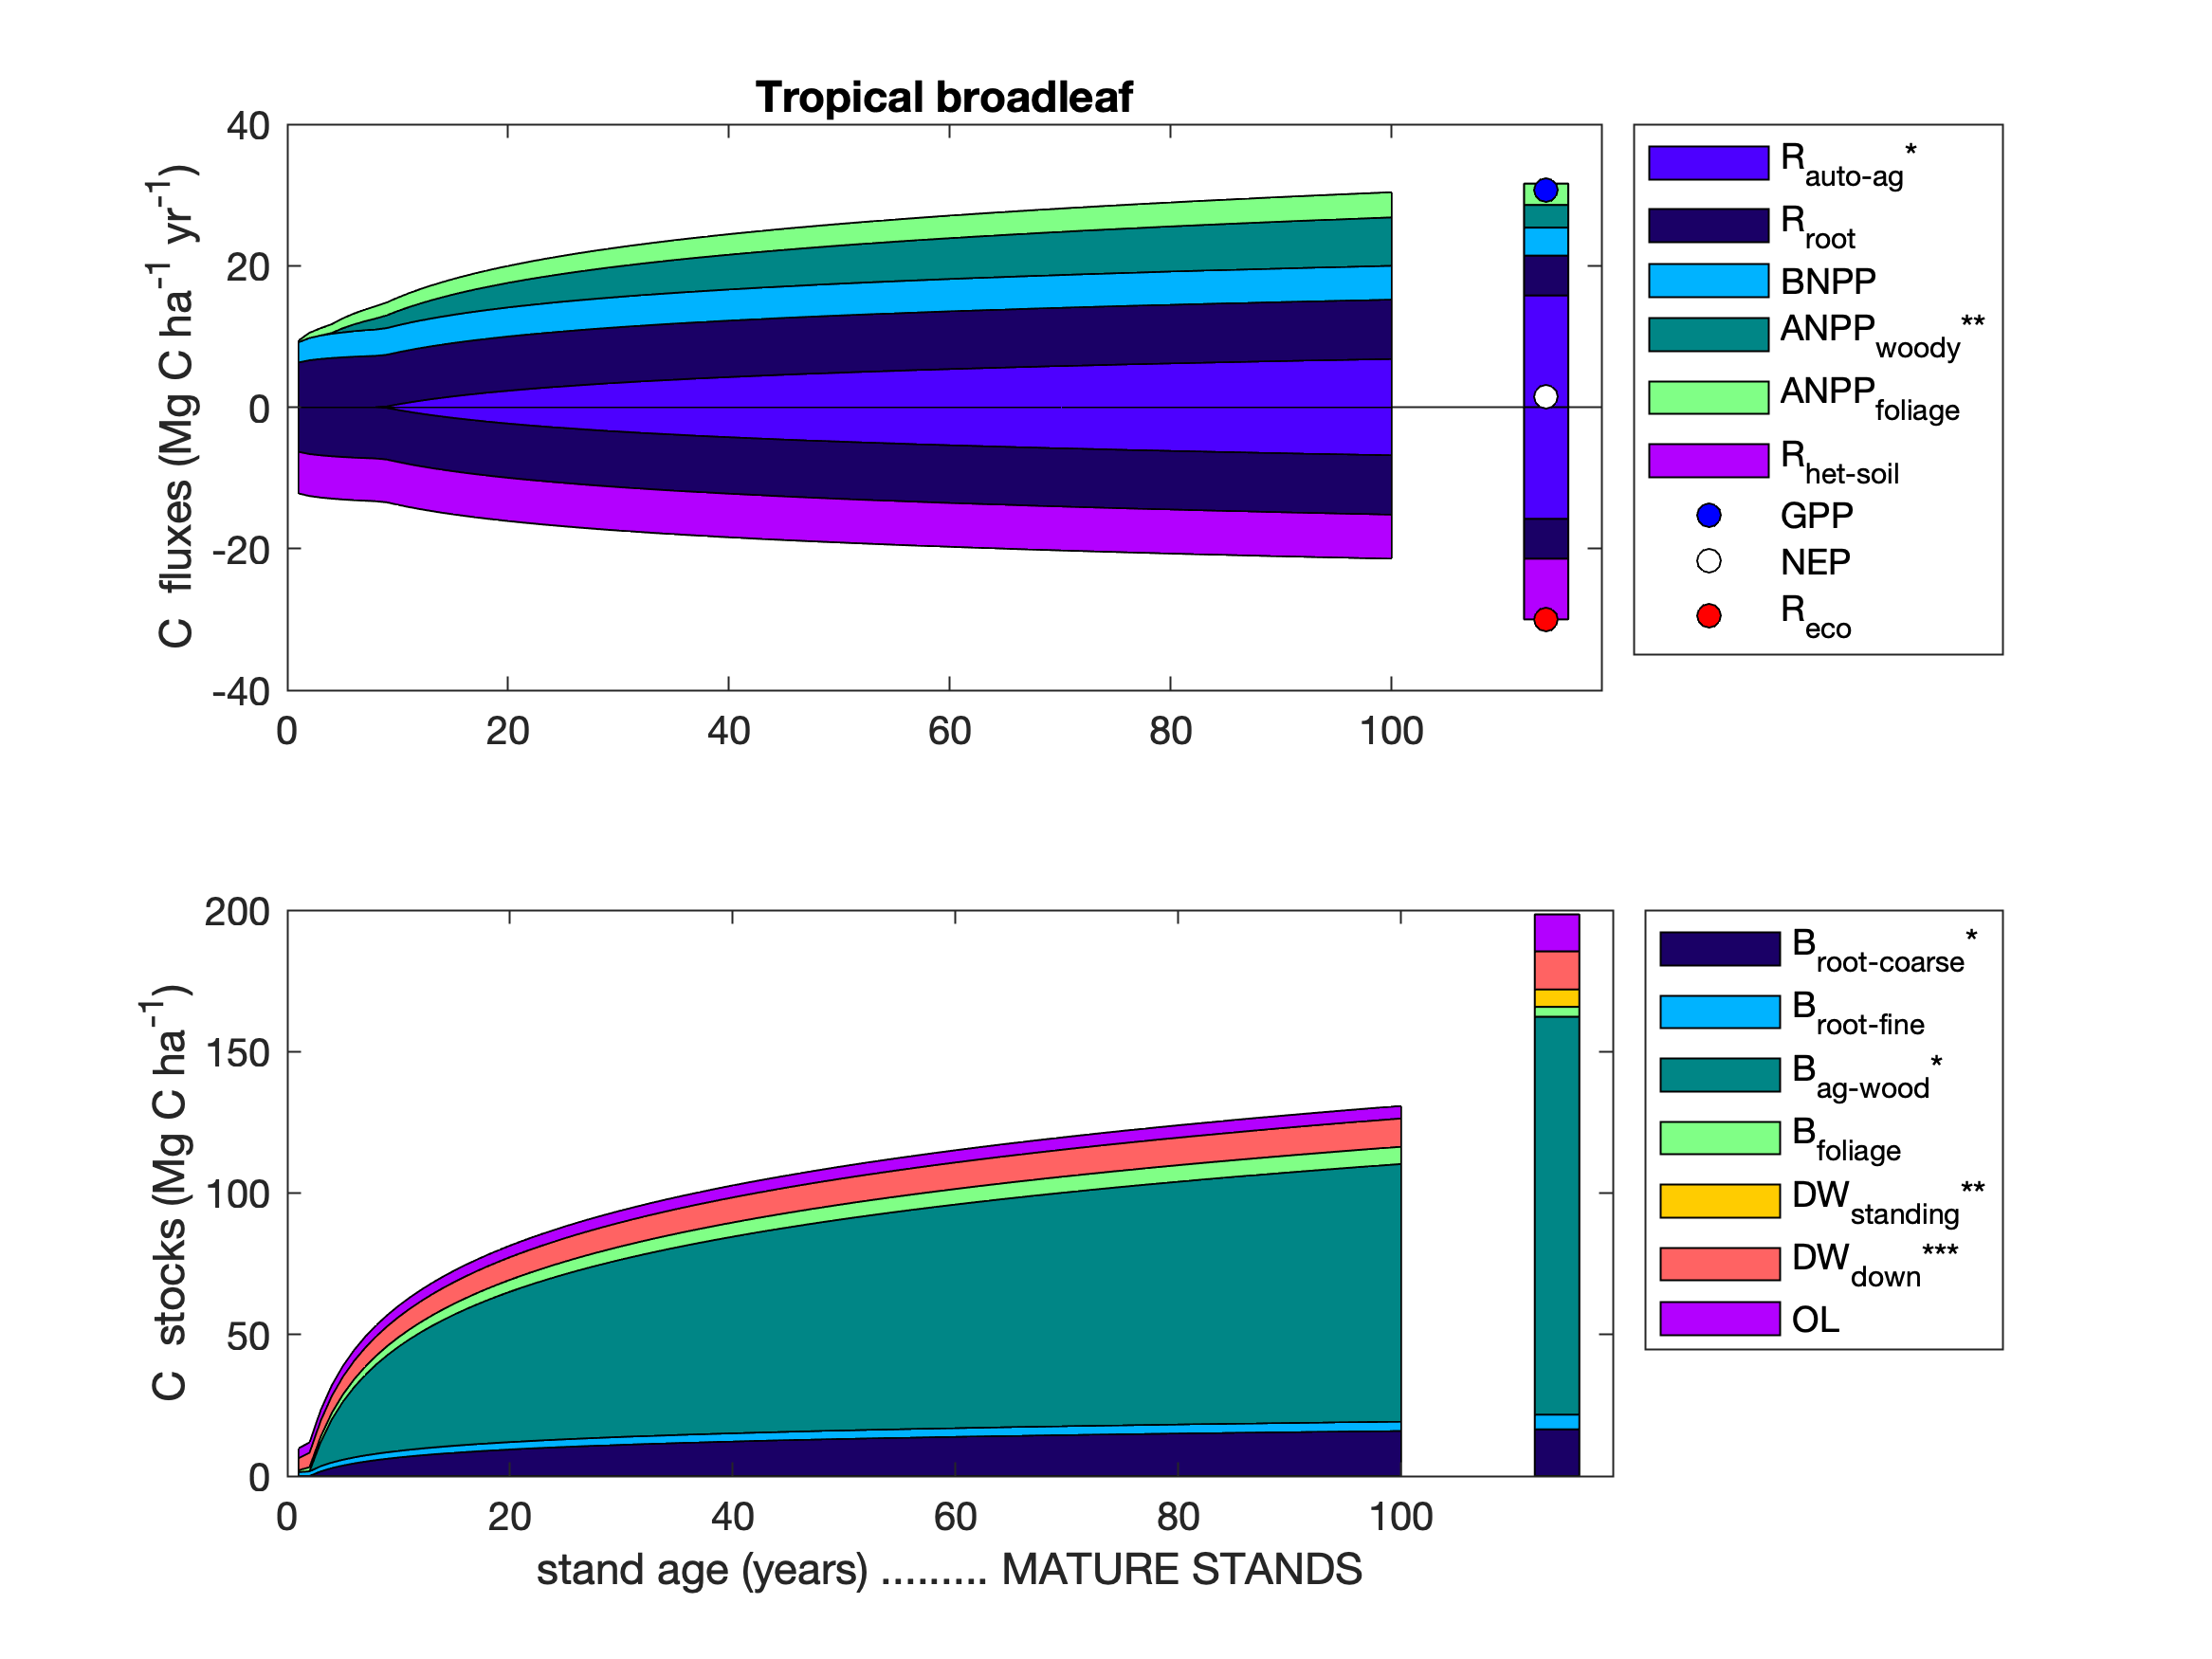 Tropical broadleaf
C fluxes (Mg C ha-1 yr-1)
40
20
0
-20
-40
0 20 40 60 80 100
Rauto-ag*
Rroot
BNPP
ANPPwoody**
ANPPfoliage
Rhet-soil
GPP
NEP
Reco
C stocks (Mg C ha-1)
200
150
100
50
0
0 20 40 60 80 100
stand age (years) ......... MATURE STANDS
Broot-coarse*
Broot-fine
Bag-wood*
Bfoliage
DWstanding**
DWdown***
OL